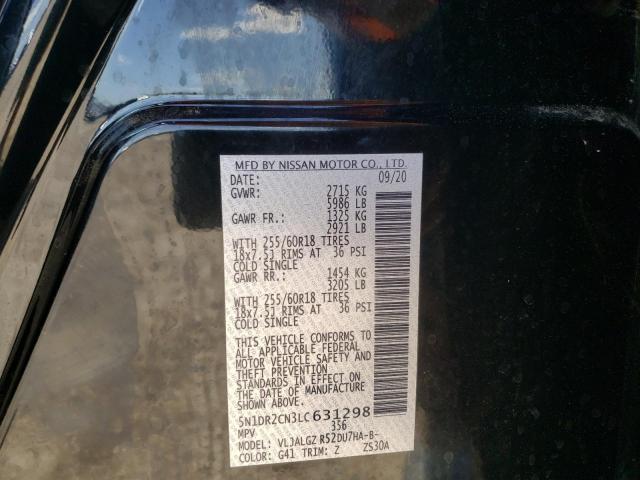 MFD BY NISSAN MOTOR CO., LTD.
DATE: 09/20
GVWR: 2715 KG
5986 LB
GAWR FR.: 1325 KG
2921 LB
WITH 255/60R18 TIRES
18x7.5J RIMS AT 36 PSI
COLD SINGLE
GAWR RR.: 1454 KG
3205 LB
WITH 255/60R18 TIRES
18x7.5J RIMS AT 36 PSI
COLD SINGLE
THIS VEHICLE CONFORMS TO
ALL APPLICABLE FEDERAL
MOTOR VEHICLE SAFETY AND
THEFT PREVENTION
STANDARDS IN EFFECT ON
THE DATE OF MANUFACTURE
SHOWN ABOVE.
5N1DR2CN3LC631298
MPV 356
MODEL: VLJALGZ R52DU7HA-B-
COLOR: G41 TRIM: Z ZS30A